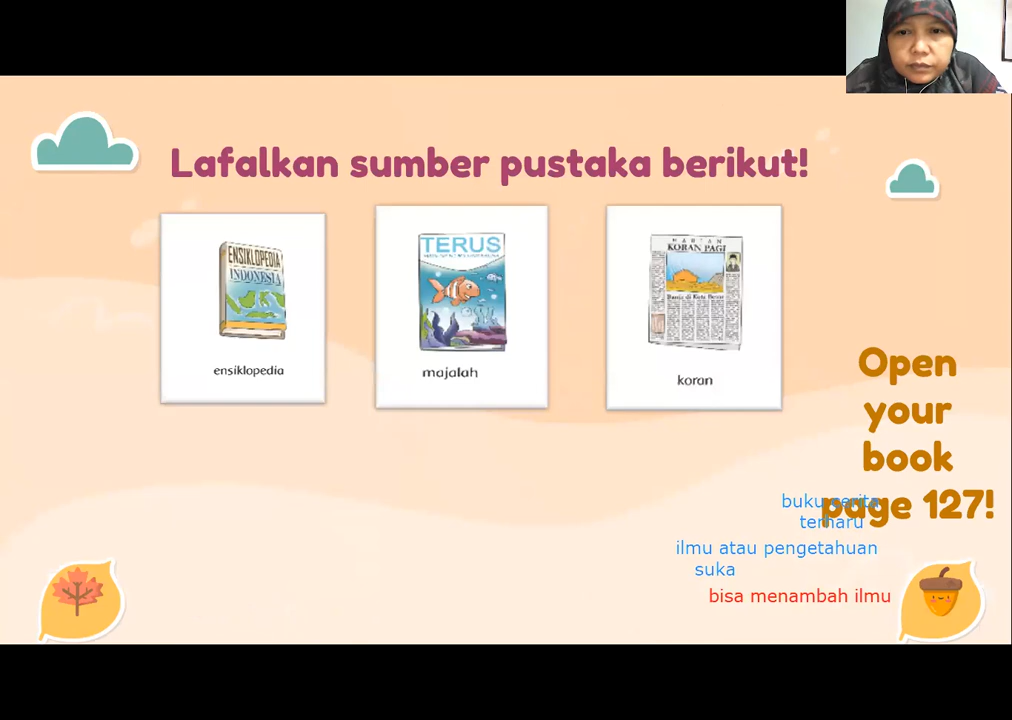 Lafalkan sumber pustaka berikut!
ENSIKLOPEDIA
INDONESIA
ensiklopedia
TERUS
majalah
HARIAN
KORAN PAGI
koran
Open
your
book
page 127!
buku cerita
terharu
ilmu atau pengetahuan
suka
bisa menambah ilmu